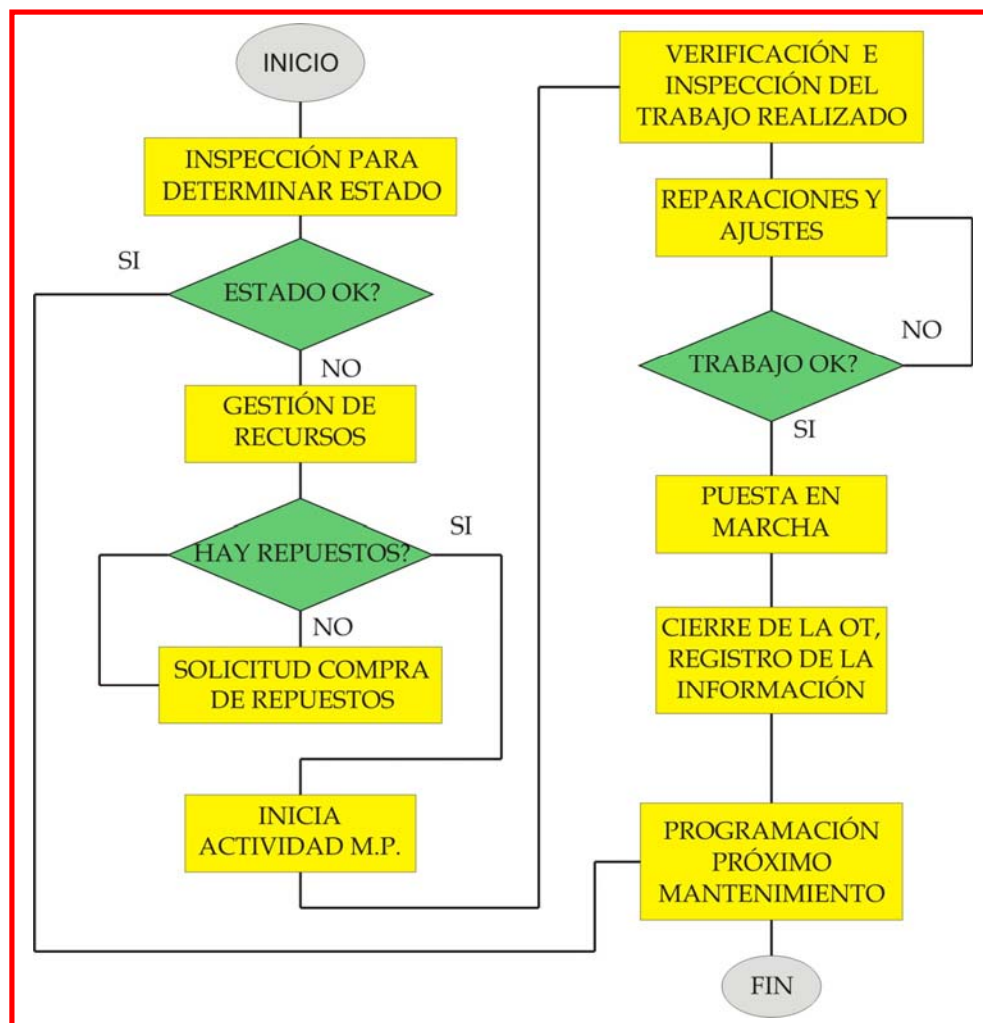 INICIO
INSPECCIÓN PARA
DETERMINAR ESTADO
SI
ESTADO OK?
NO
GESTIÓN DE
RECURSOS
SI
HAY REPUESTOS?
NO
SOLICITUD COMPRA
DE REPUESTOS
INICIA
ACTIVIDAD M.P.
VERIFICACIÓN E
INSPECCIÓN DEL
TRABAJO REALIZADO
REPARACIONES Y
AJUSTES
NO
TRABAJO OK?
SI
PUESTA EN
MARCHA
CIERRE DE LA OT,
REGISTRO DE LA
INFORMACIÓN
PROGRAMACIÓN
PRÓXIMO
MANTENIMIENTO
FIN